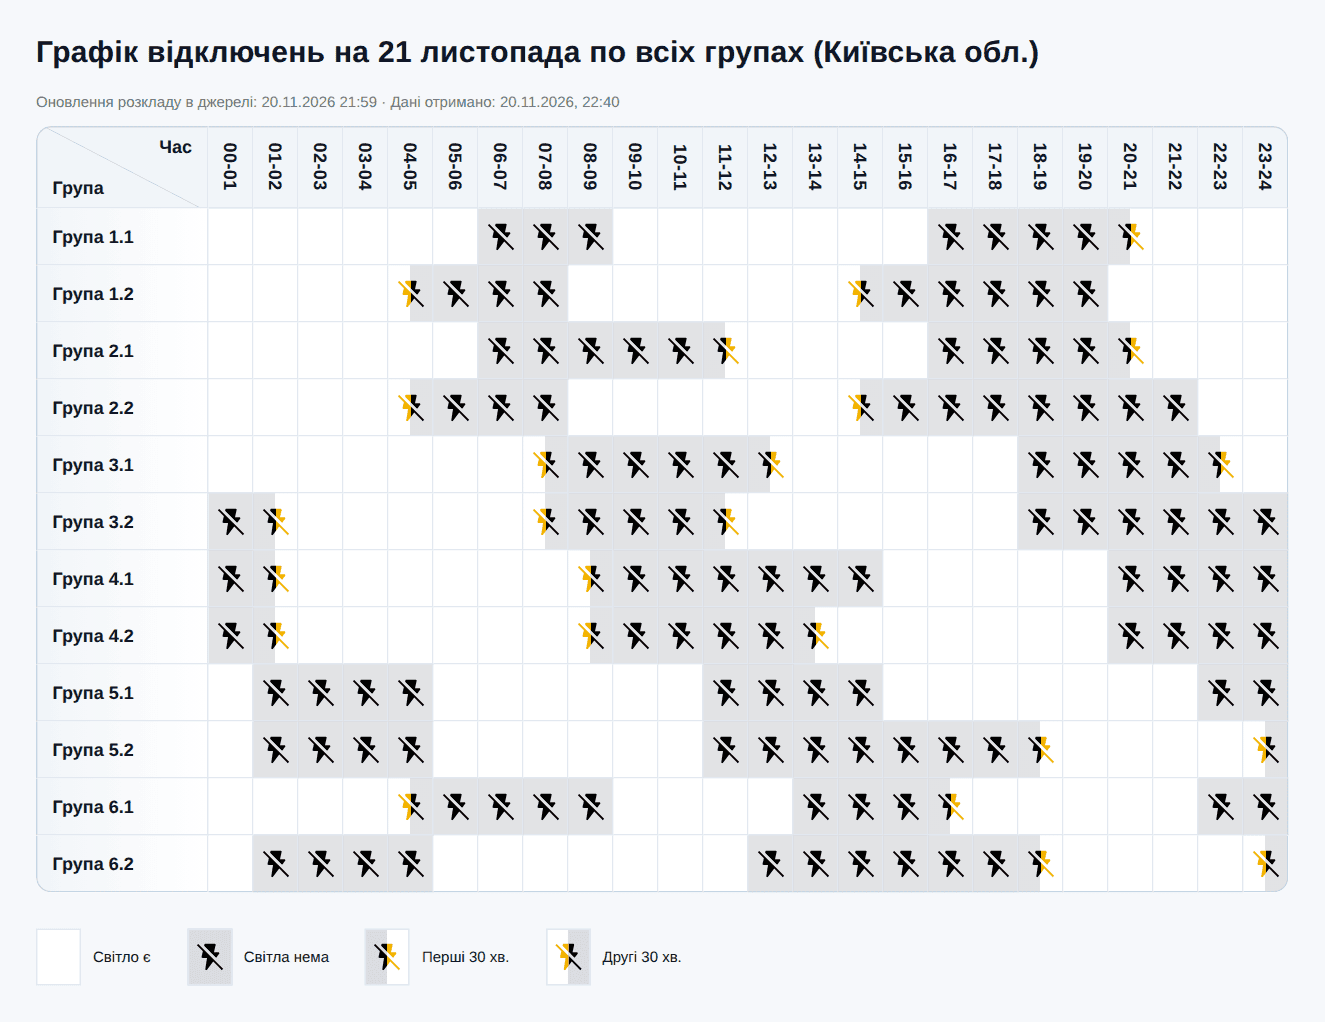 Графік відключень на 21 листопада по всіх групах (Київська обл.)
Оновлення розкладу в джерелі: 20.11.2026 21:59 · Дані отримано: 20.11.2026, 22:40
Час
Група
00-01 01-02 02-03 03-04 04-05 05-06 06-07 07-08 08-09 09-10 10-11 11-12 12-13 13-14 14-15 15-16 16-17 17-18 18-19 19-20 20-21 21-22 22-23 23-24
Група 1.1
Група 1.2
Група 2.1
Група 2.2
Група 3.1
Група 3.2
Група 4.1
Група 4.2
Група 5.1
Група 5.2
Група 6.1
Група 6.2
Світло є Світла нема Перші 30 хв. Другі 30 хв.